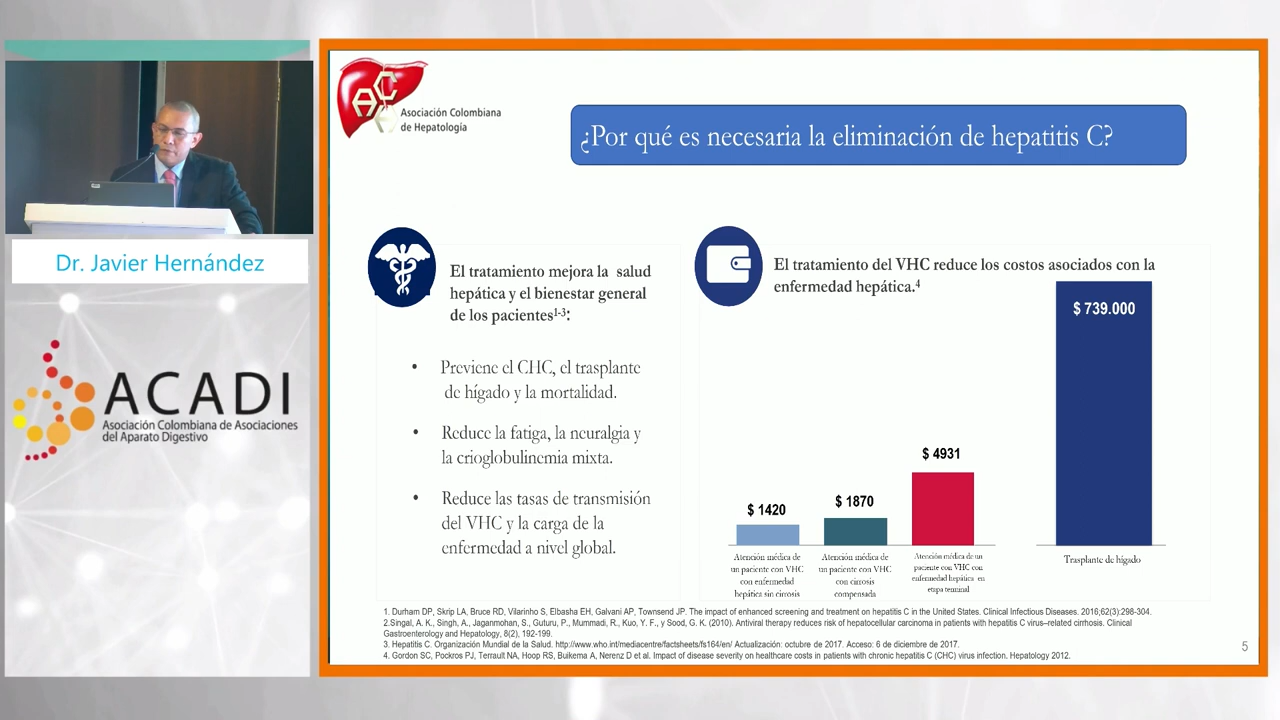 Asociación Colombiana
de Hepatología
¿Por qué es necesaria la eliminación de hepatitis C?
Dr. Javier Hernández
ACADI
Asociación Colombiana de Asociaciones
del Aparato Digestivo
El tratamiento mejora la salud
hepática y el bienestar general
de los pacientes1-3:
• Previene el CHC, el trasplante
de hígado y la mortalidad.
• Reduce la fatiga, la neuralgia y
la crioglobulinemia mixta.
• Reduce las tasas de transmisión
del VHC y la carga de la
enfermedad a nivel global.
El tratamiento del VHC reduce los costos asociados con la
enfermedad hepática.4
$ 1420
$ 1870
$ 4931
$ 739.000
Atención médica de
un paciente con VHC
con enfermedad
hepática sin cirrosis
Atención médica de
un paciente con VHC
con cirrosis
compensada
Atención médica de un
paciente con VHC con
enfermedad hepática en
etapa terminal
Trasplante de hígado
1. Durham DP, Skrip LA, Bruce RD, Vilarinho S, Elbasha EH, Galvani AP, Townsend JP. The impact of enhanced screening and treatment on hepatitis C in the United States. Clinical Infectious Diseases. 2016;62(3):298-304.
2.Singal, A. K., Singh, A., Jaganmohan, S., Guturu, P., Mummadi, R., Kuo, Y. F., y Sood, G. K. (2010). Antiviral therapy reduces risk of hepatocellular carcinoma in patients with hepatitis C virus–related cirrhosis. Clinical
Gastroenterology and Hepatology, 8(2), 192-199.
3. Hepatitis C. Organización Mundial de la Salud. http://www.who.int/mediacentre/factsheets/fs164/en/ Actualización: octubre de 2017. Acceso: 6 de diciembre de 2017.
4. Gordon SC, Pockros PJ, Terrault NA, Hoop RS, Buikema A, Nerenz D et al. Impact of disease severity on healthcare costs in patients with chronic hepatitis C (CHC) virus infection. Hepatology 2012.
5